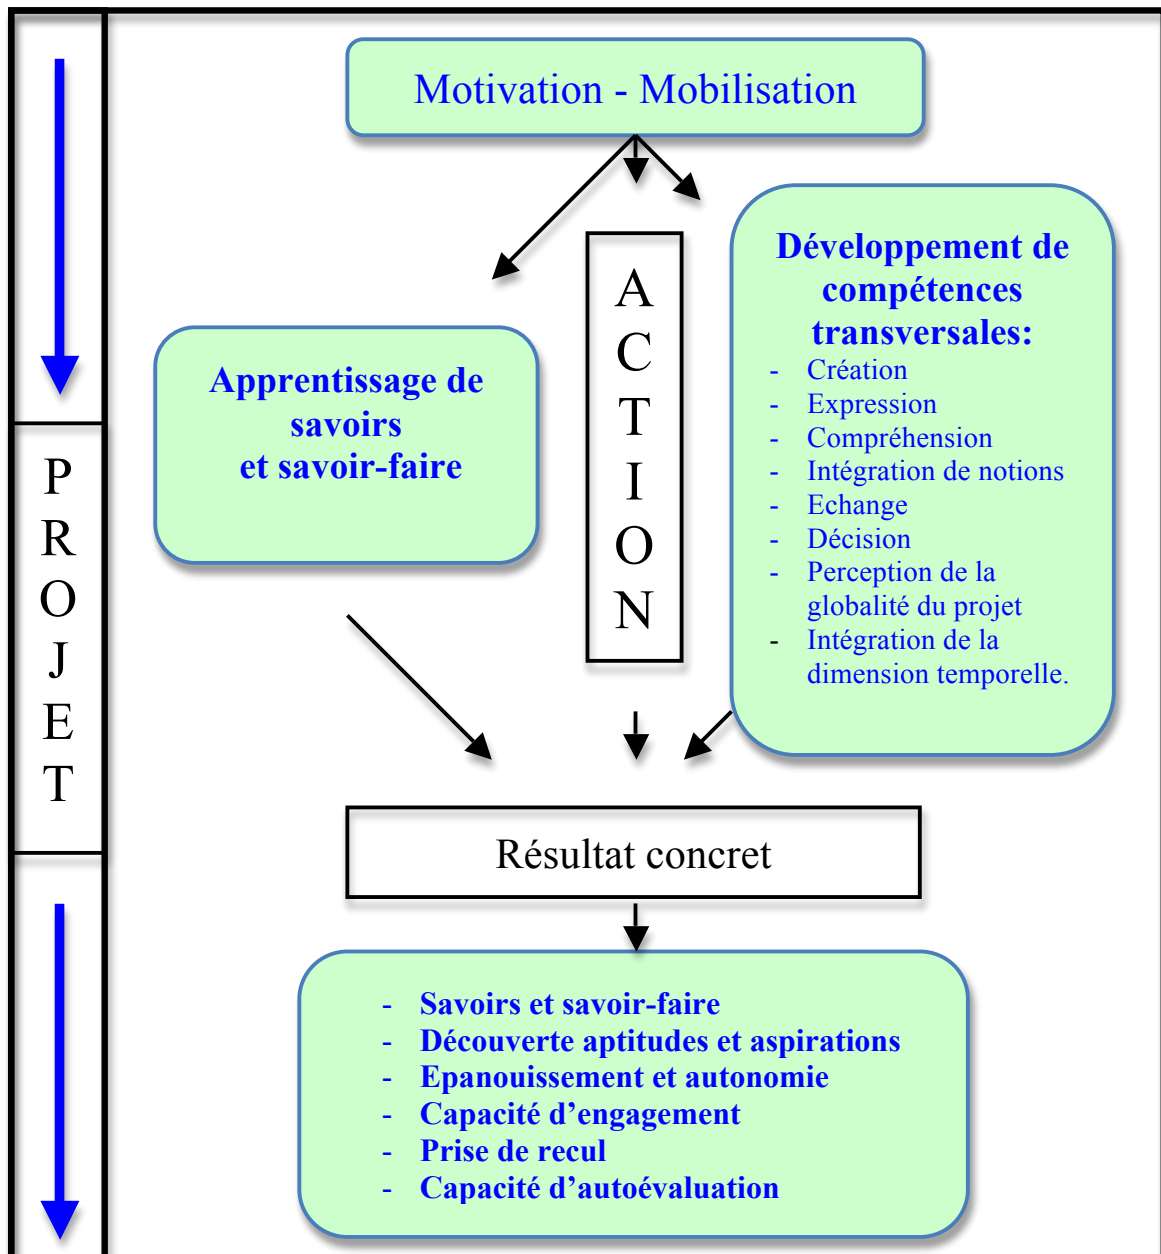 Motivation - Mobilisation
PROJET
Apprentissage de
savoirs
et savoir-faire
ACTION
Développement de
compétences
transversales:
- Création
- Expression
- Compréhension
- Intégration de notions
- Echange
- Décision
- Perception de la
globalité du projet
- Intégration de la
dimension temporelle.
Résultat concret
- Savoirs et savoir-faire
- Découverte aptitudes et aspirations
- Epanouissement et autonomie
- Capacité d’engagement
- Prise de recul
- Capacité d’autoévaluation